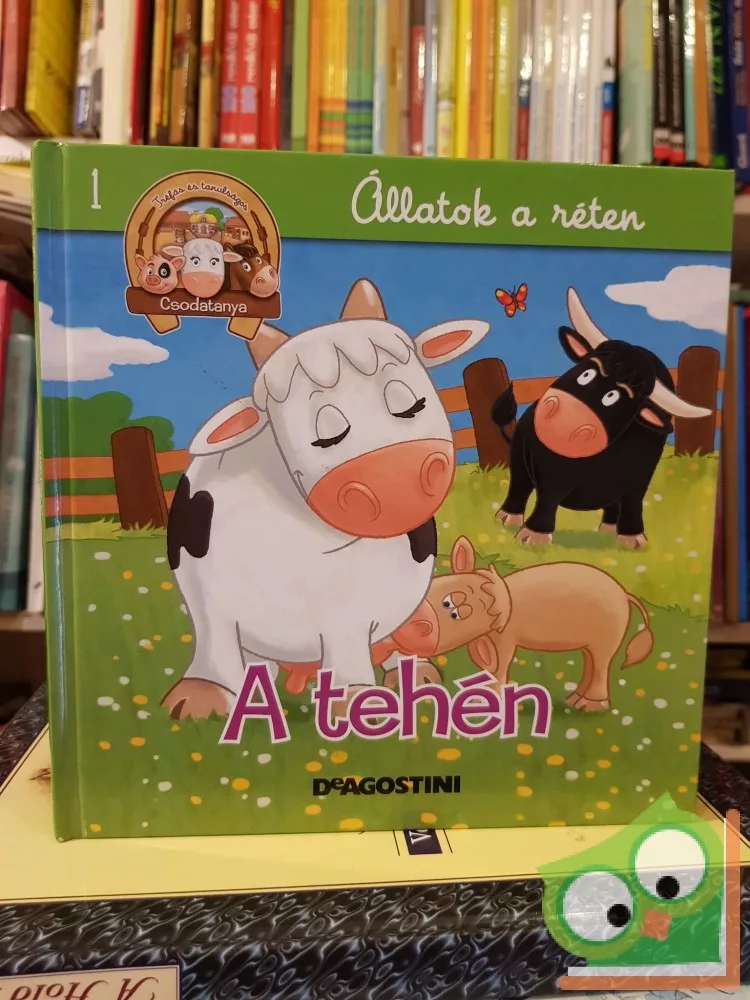 1
Tréfás és tanulságos
Csodatanya
Állatok a réten
A tehén
DeAGOSTINI